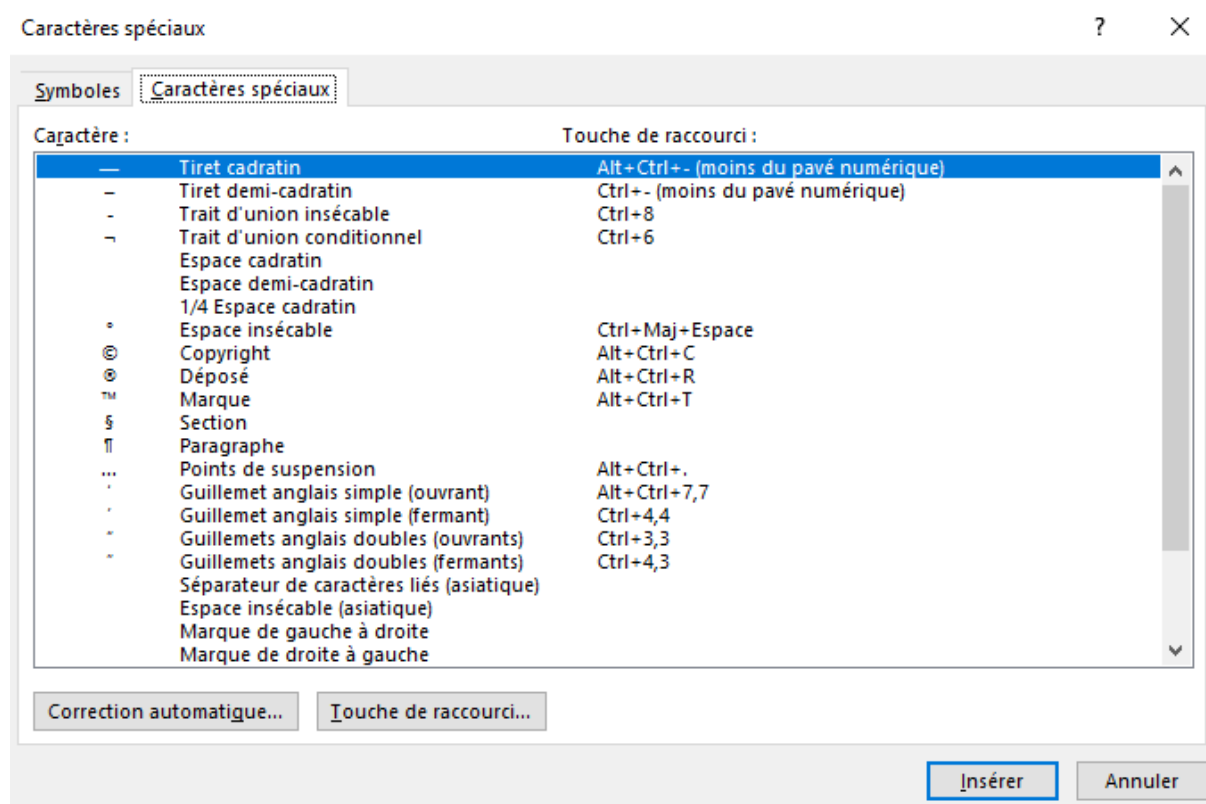 Caractères spéciaux ? ×
Symboles Caractères spéciaux
Caractère : Touche de raccourci :
— Tiret cadratin Alt+Ctrl+- (moins du pavé numérique)
– Tiret demi-cadratin Ctrl+- (moins du pavé numérique)
- Trait d'union insécable Ctrl+8
¬ Trait d'union conditionnel Ctrl+6
Espace cadratin
Espace demi-cadratin
1/4 Espace cadratin
° Espace insécable Ctrl+Maj+Espace
© Copyright Alt+Ctrl+C
® Déposé Alt+Ctrl+R
™ Marque Alt+Ctrl+T
§ Section
¶ Paragraphe
… Points de suspension Alt+Ctrl+.
‘ Guillemet anglais simple (ouvrant) Alt+Ctrl+7,7
’ Guillemet anglais simple (fermant) Ctrl+4,4
“ Guillemets anglais doubles (ouvrants) Ctrl+3,3
” Guillemets anglais doubles (fermants) Ctrl+4,3
Séparateur de caractères liés (asiatique)
Espace insécable (asiatique)
Marque de gauche à droite
Marque de droite à gauche
Correction automatique... Touche de raccourci...
Insérer Annuler